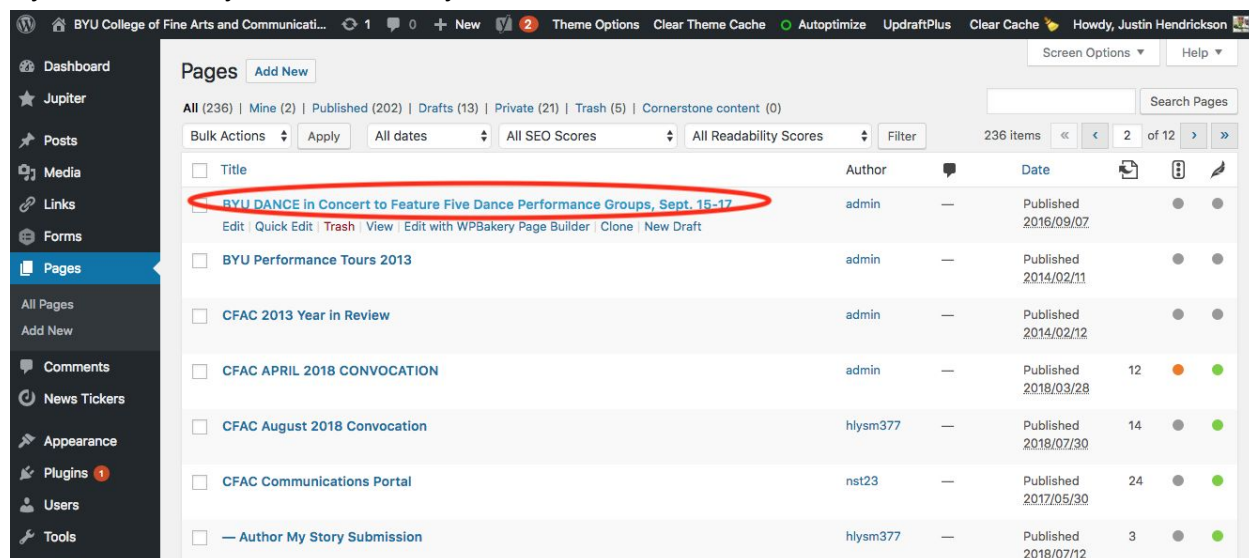 BYU College of Fine Arts and Communicati... 1 0 + New 2 Theme Options Clear Theme Cache Autoptimize UpdraftPlus Clear Cache Howdy, Justin Hendrickson
Screen Options ▼ Help ▼
Dashboard
Jupiter
Posts
Media
Links
Forms
Pages
All Pages
Add New
Comments
News Tickers
Appearance
Plugins 1
Users
Tools
Pages Add New
All (236) | Mine (2) | Published (202) | Drafts (13) | Private (21) | Trash (5) | Cornerstone content (0)
Search Pages
Bulk Actions Apply All dates All SEO Scores All Readability Scores Filter 236 items « ‹ 2 of 12 › »
Title Author Date
BYU DANCE in Concert to Feature Five Dance Performance Groups, Sept. 15-17 admin — Published
Edit | Quick Edit | Trash | View | Edit with WPBakery Page Builder | Clone | New Draft 2016/09/07
BYU Performance Tours 2013 admin — Published
2014/02/11
CFAC 2013 Year in Review admin — Published
2014/02/12
CFAC APRIL 2018 CONVOCATION admin — Published 12
2018/03/28
CFAC August 2018 Convocation hlysm377 — Published 14
2018/07/30
CFAC Communications Portal nst23 — Published 24
2017/05/30
— Author My Story Submission hlysm377 — Published 3
2018/07/12